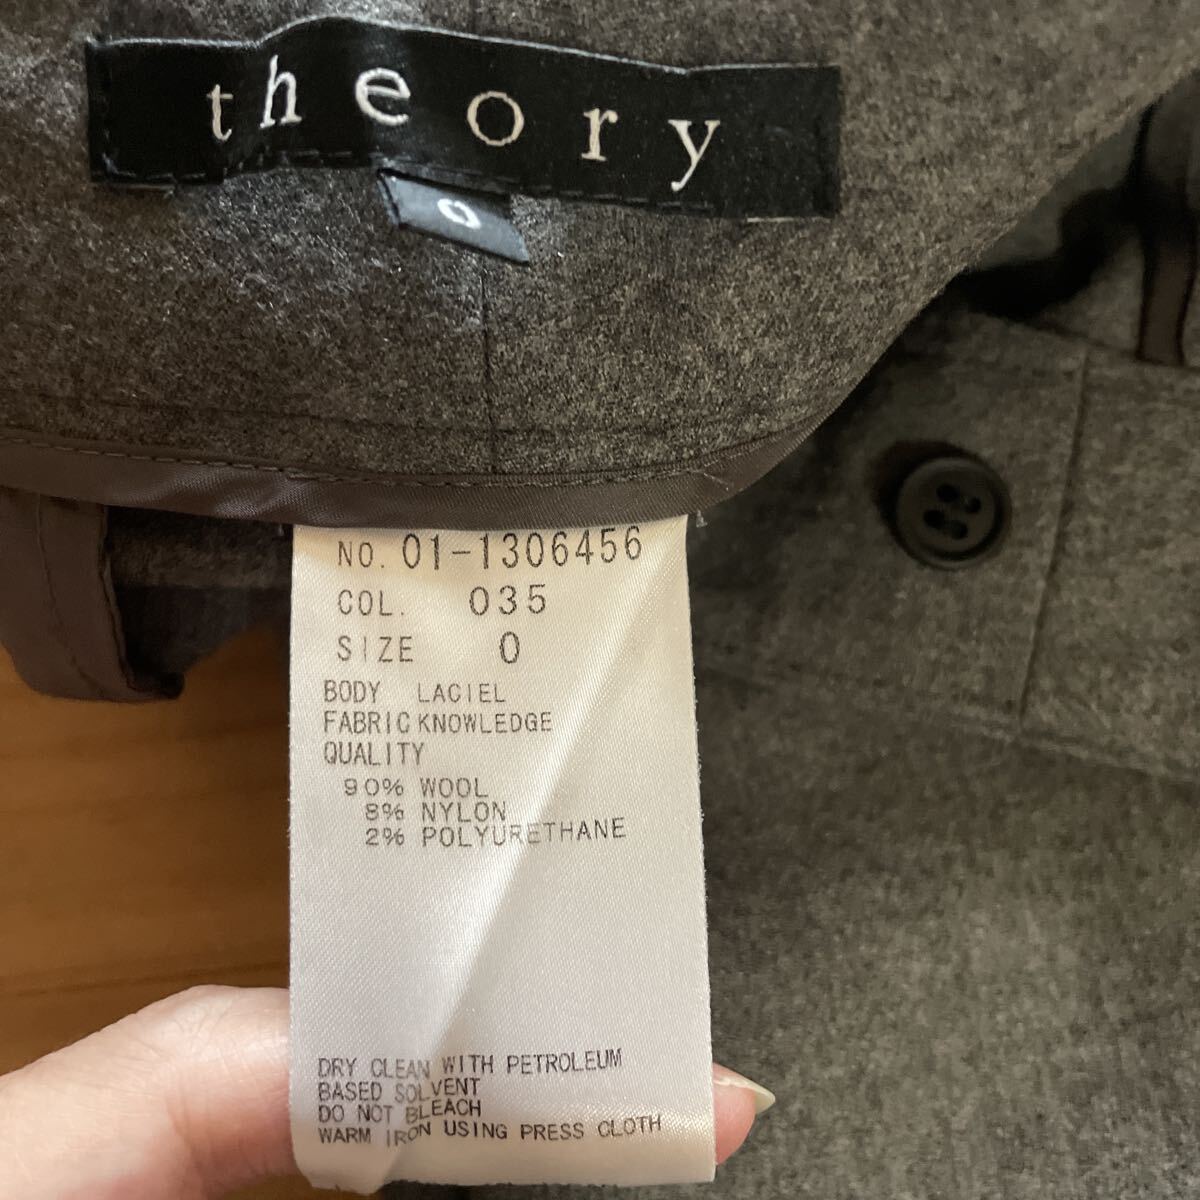 theory
0
NO. 01-1306456
COL. 035
SIZE 0
BODY LACIEL
FABRIC KNOWLEDGE
QUALITY
90% WOOL
8% NYLON
2% POLYURETHANE
DRY CLEAN WITH PETROLEUM
BASED SOLVENT
DO NOT BLEACH
WARM IRON USING PRESS CLOTH